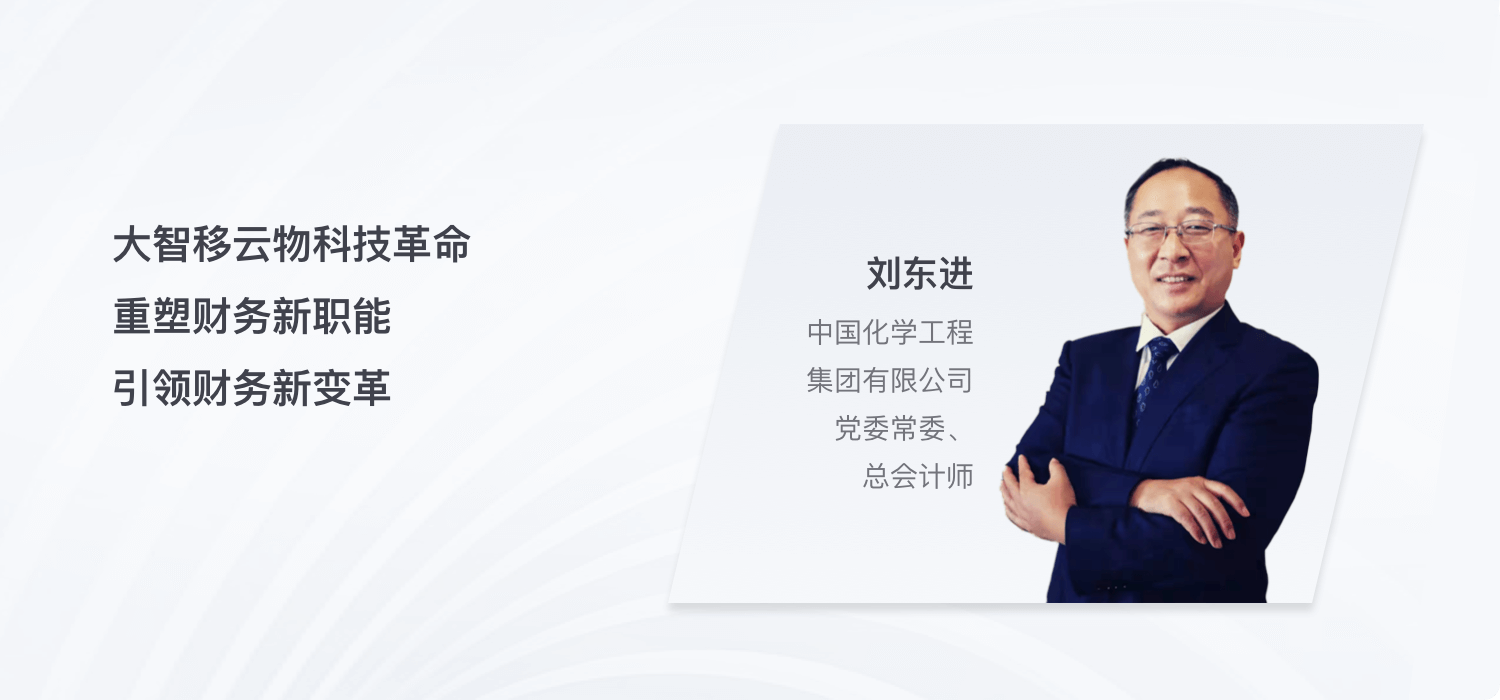 大智移云物科技革命
重塑财务新职能
引领财务新变革
刘东进
中国化学工程
集团有限公司
党委常委、
总会计师